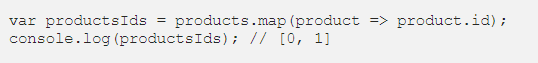 var productsIds = products.map(product => product.id);
console.log(productsIds); // [0, 1]